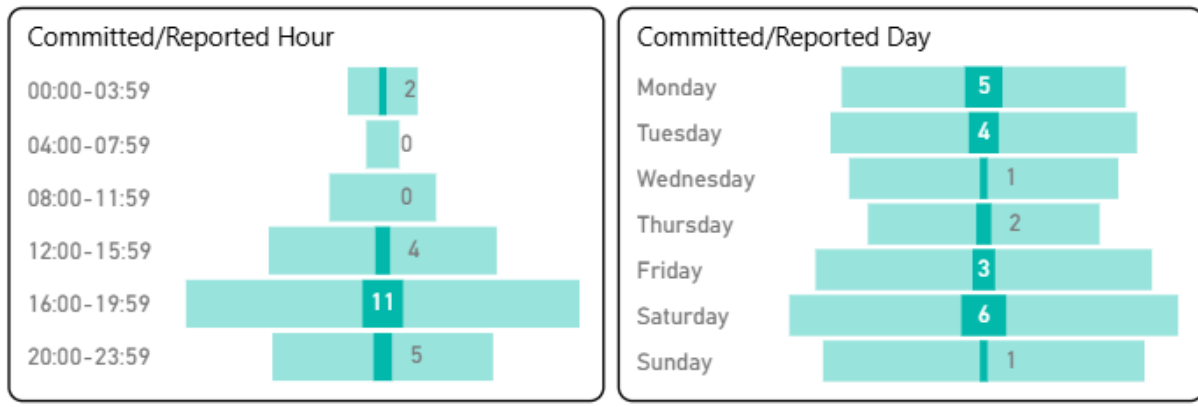 Committed/Reported Hour
00:00-03:59 2
04:00-07:59 0
08:00-11:59 0
12:00-15:59 4
16:00-19:59 11
20:00-23:59 5
Committed/Reported Day
Monday 5
Tuesday 4
Wednesday 1
Thursday 2
Friday 3
Saturday 6
Sunday 1